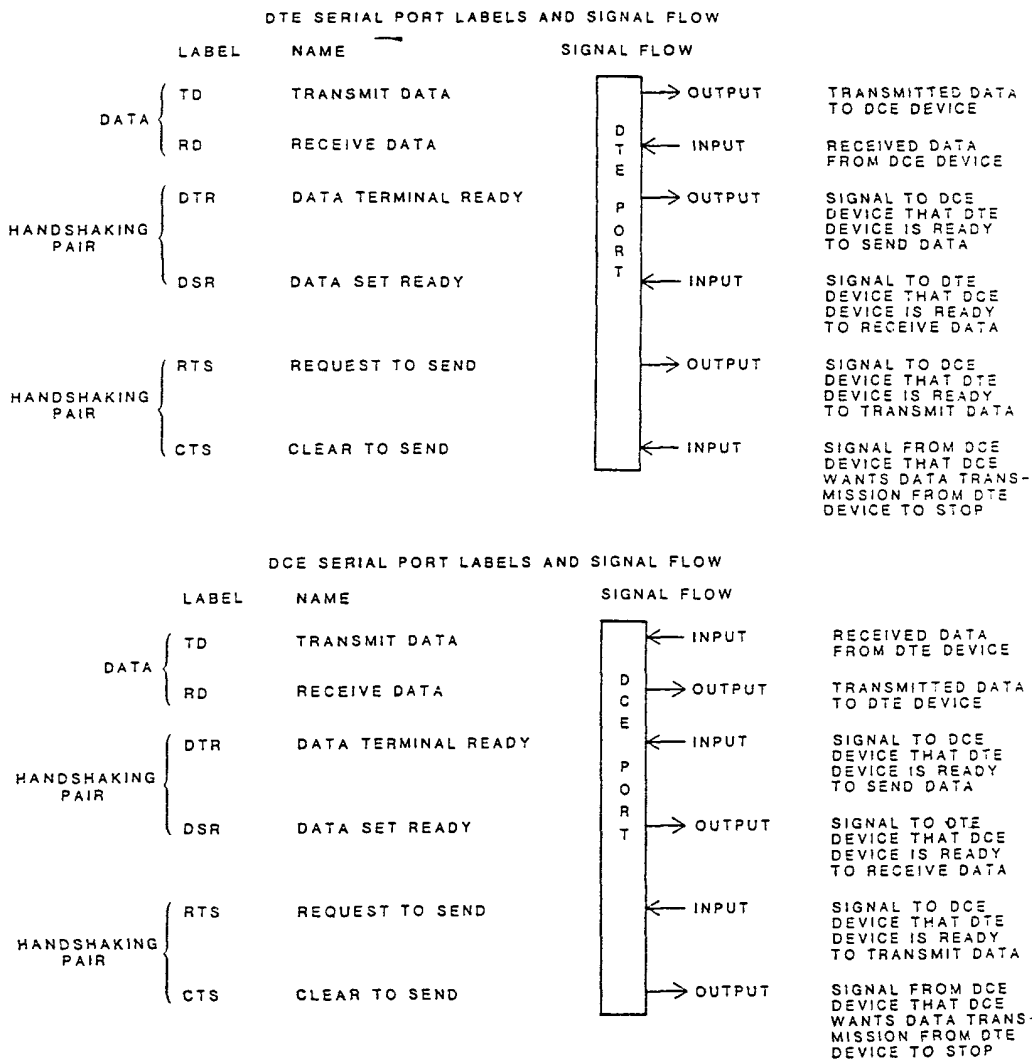 DTE SERIAL PORT LABELS AND SIGNAL FLOW
LABEL NAME SIGNAL FLOW
DATA
TD TRANSMIT DATA OUTPUT
TRANSMITTED DATA
TO DCE DEVICE
RD RECEIVE DATA INPUT
RECEIVED DATA
FROM DCE DEVICE
HANDSHAKING
PAIR
DTR DATA TERMINAL READY OUTPUT
SIGNAL TO DCE
DEVICE THAT DTE
DEVICE IS READY
TO SEND DATA
DSR DATA SET READY INPUT
SIGNAL TO DTE
DEVICE THAT DCE
DEVICE IS READY
TO RECEIVE DATA
HANDSHAKING
PAIR
RTS REQUEST TO SEND OUTPUT
SIGNAL TO DCE
DEVICE THAT DTE
DEVICE IS READY
TO TRANSMIT DATA
CTS CLEAR TO SEND INPUT
SIGNAL FROM DCE
DEVICE THAT DCE
WANTS DATA TRANS-
MISSION FROM DTE
DEVICE TO STOP
DTE PORT
DCE SERIAL PORT LABELS AND SIGNAL FLOW
LABEL NAME SIGNAL FLOW
DATA
TD TRANSMIT DATA INPUT
RECEIVED DATA
FROM DTE DEVICE
RD RECEIVE DATA OUTPUT
TRANSMITTED DATA
TO DTE DEVICE
HANDSHAKING
PAIR
DTR DATA TERMINAL READY INPUT
SIGNAL TO DCE
DEVICE THAT DTE
DEVICE IS READY
TO SEND DATA
DSR DATA SET READY OUTPUT
SIGNAL TO DTE
DEVICE THAT DCE
DEVICE IS READY
TO RECEIVE DATA
HANDSHAKING
PAIR
RTS REQUEST TO SEND INPUT
SIGNAL TO DCE
DEVICE THAT DTE
DEVICE IS READY
TO TRANSMIT DATA
CTS CLEAR TO SEND OUTPUT
SIGNAL FROM DCE
DEVICE THAT DCE
WANTS DATA TRANS-
MISSION FROM DTE
DEVICE TO STOP
DCE PORT